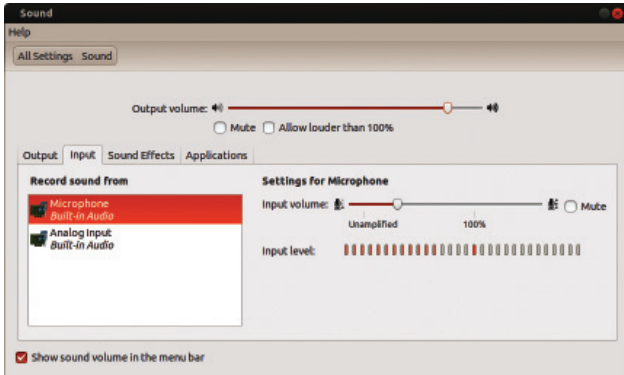 Sound
Help
All Settings Sound
Output volume:
Mute Allow louder than 100%
Output Input Sound Effects Applications
Record sound from
Microphone
Built-in Audio
Analog Input
Built-in Audio
Settings for Microphone
Input volume: Mute
Unamplified 100%
Input level:
Show sound volume in the menu bar